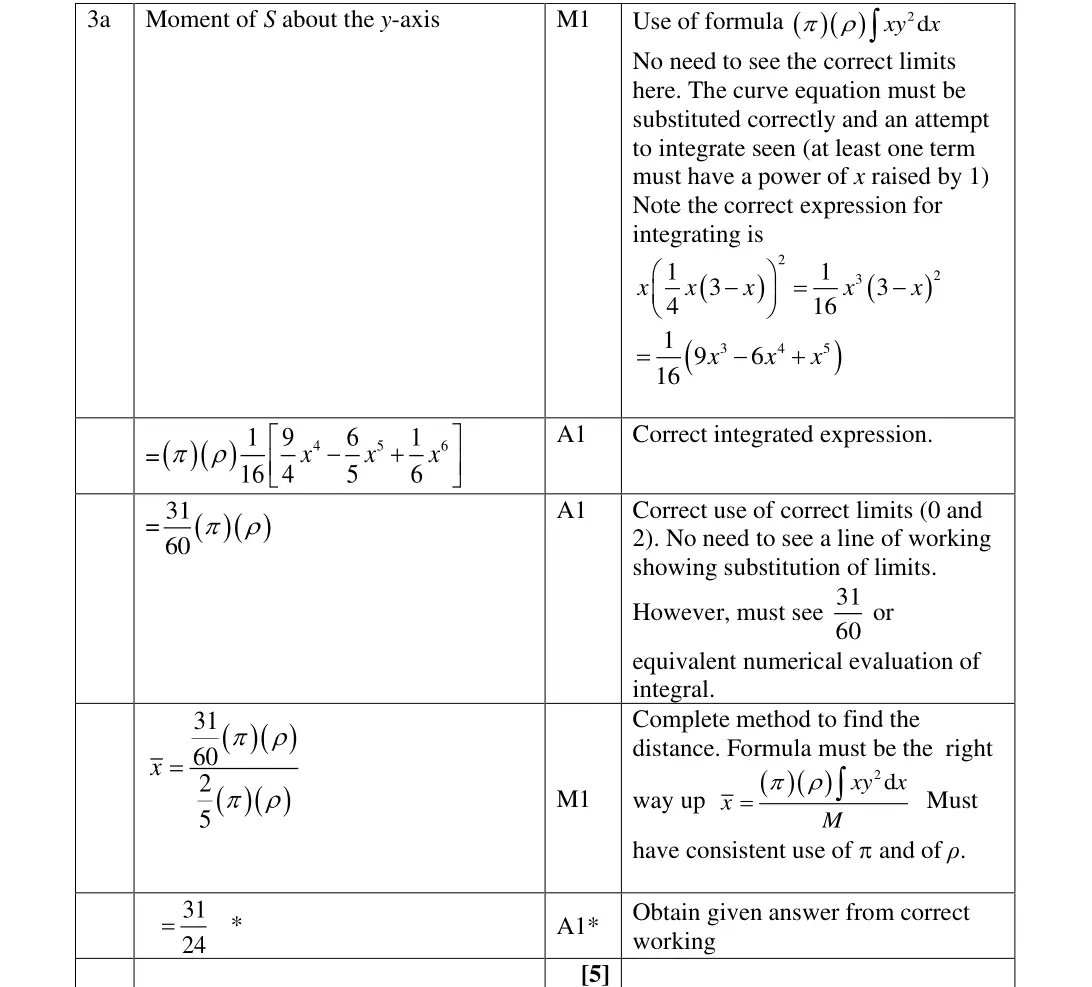 3a Moment of S about the y-axis M1 Use of formula (π)(ρ)∫xy²dx
No need to see the correct limits
here. The curve equation must be
substituted correctly and an attempt
to integrate seen (at least one term
must have a power of x raised by 1)
Note the correct expression for
integrating is
x(1/4 x(3 − x))² = 1/16 x³(3 − x)²
= 1/16 (9x³ − 6x⁴ + x⁵)
=(π)(ρ) 1/16 [9/4 x⁴ − 6/5 x⁵ + 1/6 x⁶] A1 Correct integrated expression.
= 31/60 (π)(ρ) A1 Correct use of correct limits (0 and
2). No need to see a line of working
showing substitution of limits.
However, must see 31/60 or
equivalent numerical evaluation of
integral.
x̅ = (31/60 (π)(ρ)) / (2/5 (π)(ρ)) M1 Complete method to find the
distance. Formula must be the right
way up x̅ = ((π)(ρ)∫xy²dx) / M Must
have consistent use of π and of ρ.
= 31/24 * A1* Obtain given answer from correct
working
[5]